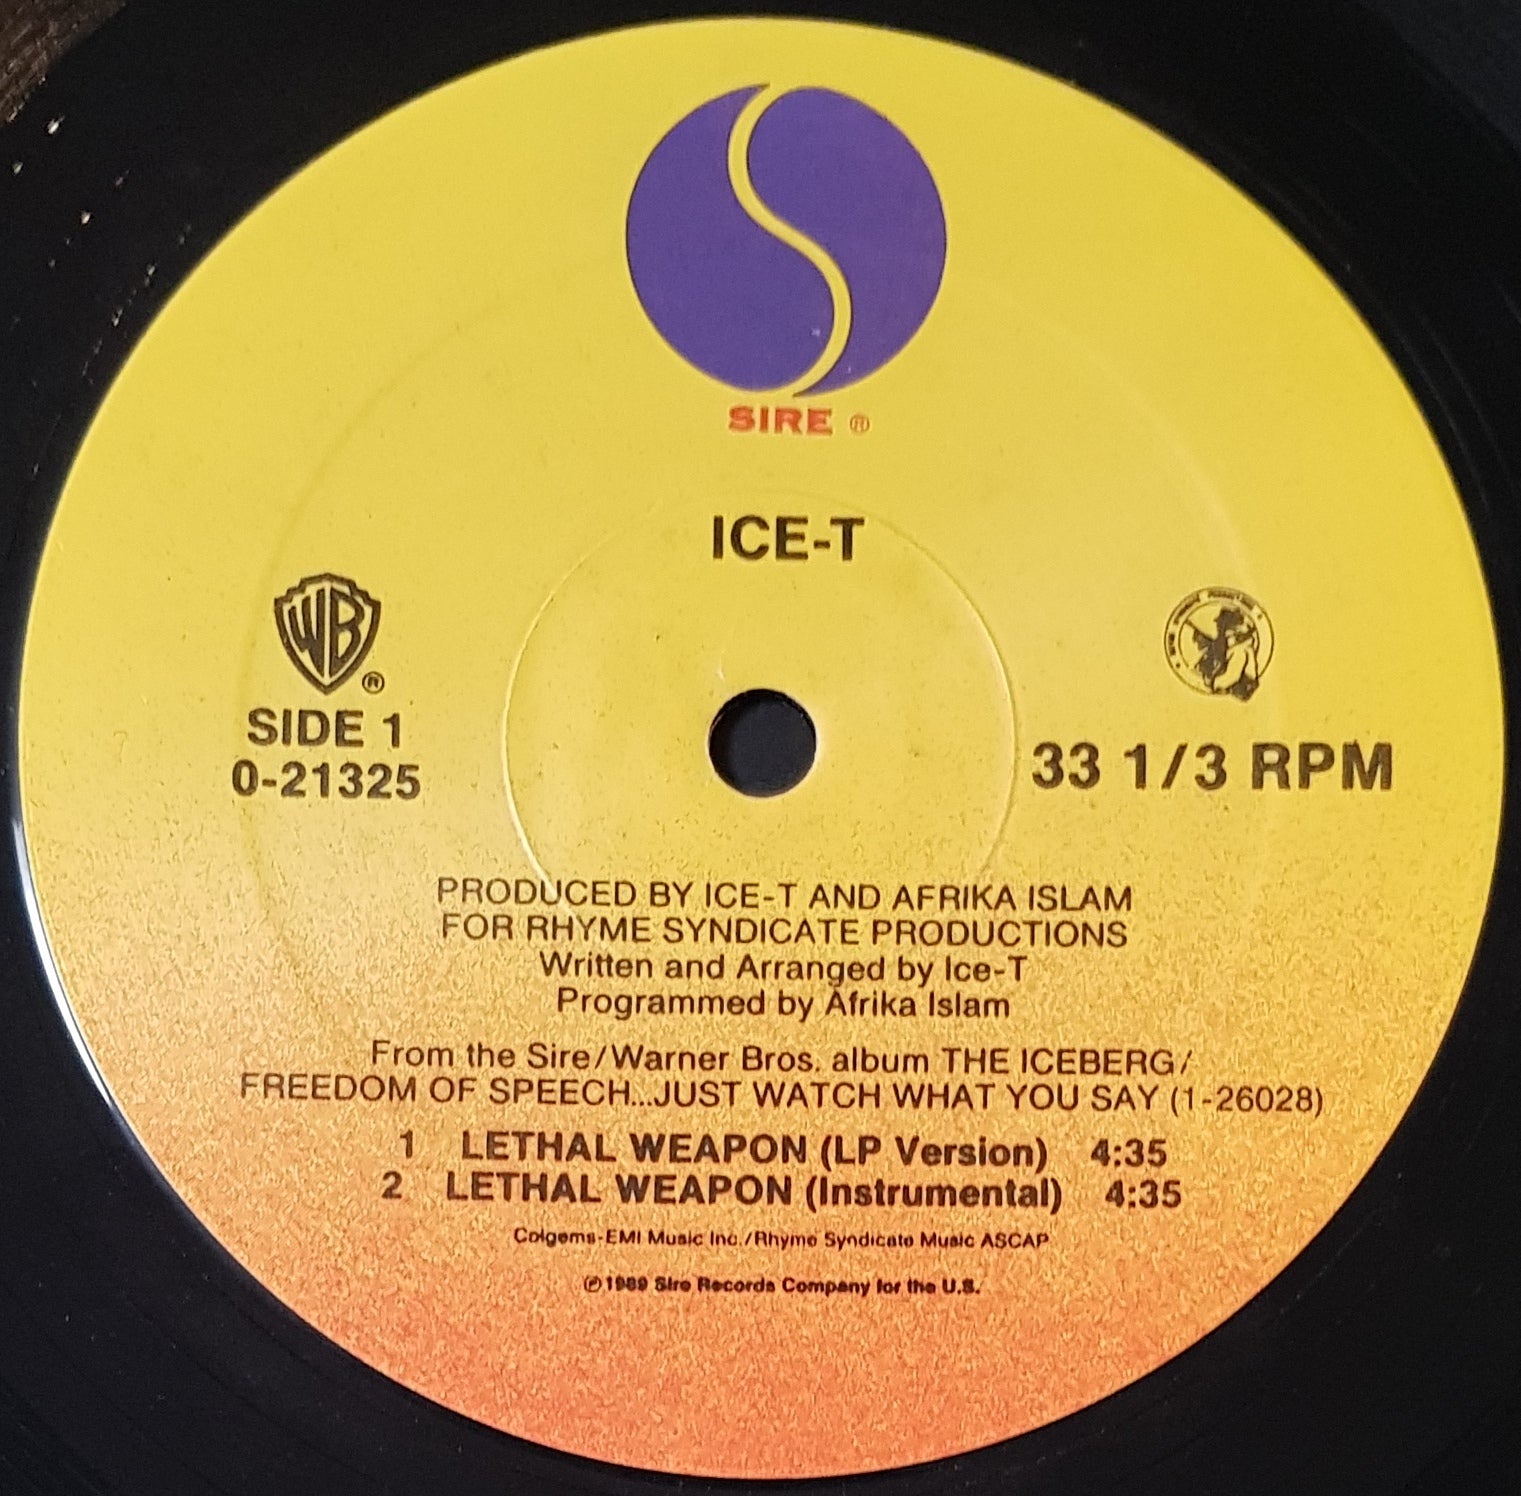 SIRE ®
ICE-T
WB ®
SIDE 1
0-21325
33 1/3 RPM
PRODUCED BY ICE-T AND AFRIKA ISLAM
FOR RHYME SYNDICATE PRODUCTIONS
Written and Arranged by Ice-T
Programmed by Afrika Islam
From the Sire/Warner Bros. album THE ICEBERG/
FREEDOM OF SPEECH...JUST WATCH WHAT YOU SAY (1-26028)
1 LETHAL WEAPON (LP Version) 4:35
2 LETHAL WEAPON (Instrumental) 4:35
Colgems-EMI Music Inc./Rhyme Syndicate Music ASCAP
℗ 1989 Sire Records Company for the U.S.